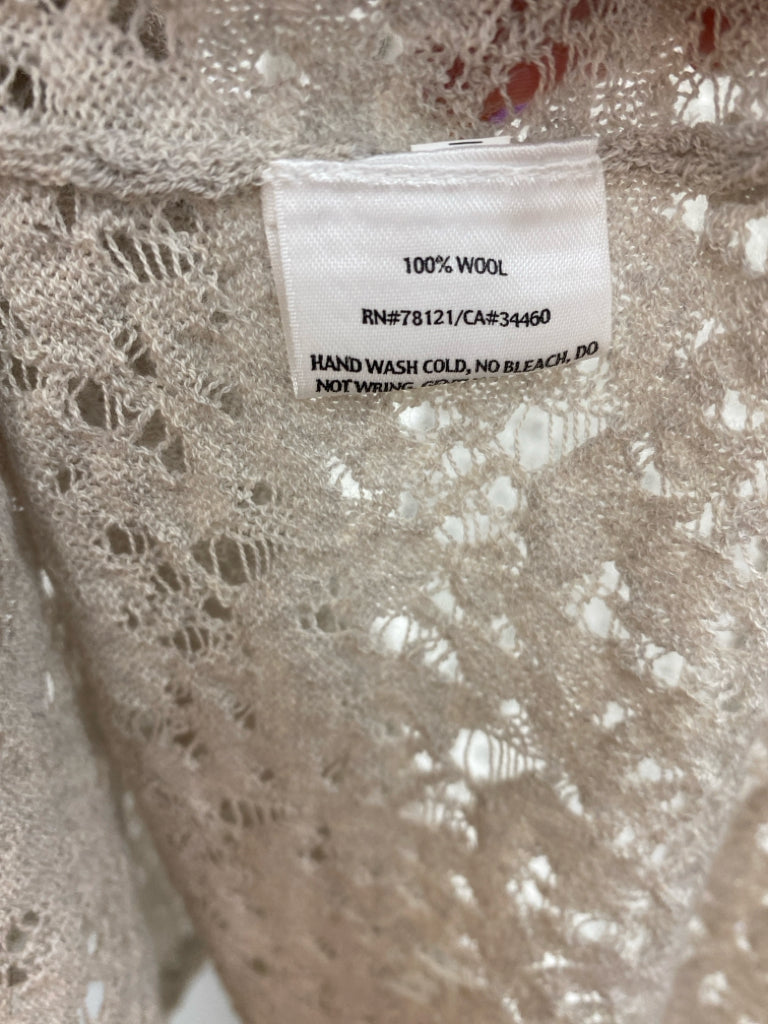 100% WOOL
RN#78121/CA#34460
HAND WASH COLD, NO BLEACH, DO
NOT WRING,